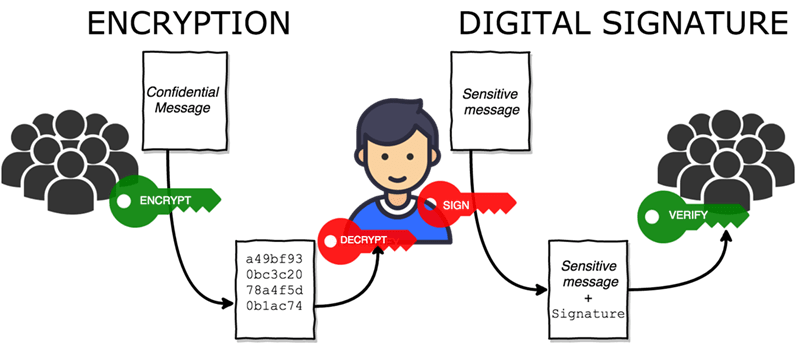 ENCRYPTION
DIGITAL SIGNATURE
Confidential
Message
Sensitive
message
ENCRYPT
SIGN
VERIFY
DECRYPT
a49bf93
0bc3c20
78a4f5d
0b1ac74
Sensitive
message
+
Signature